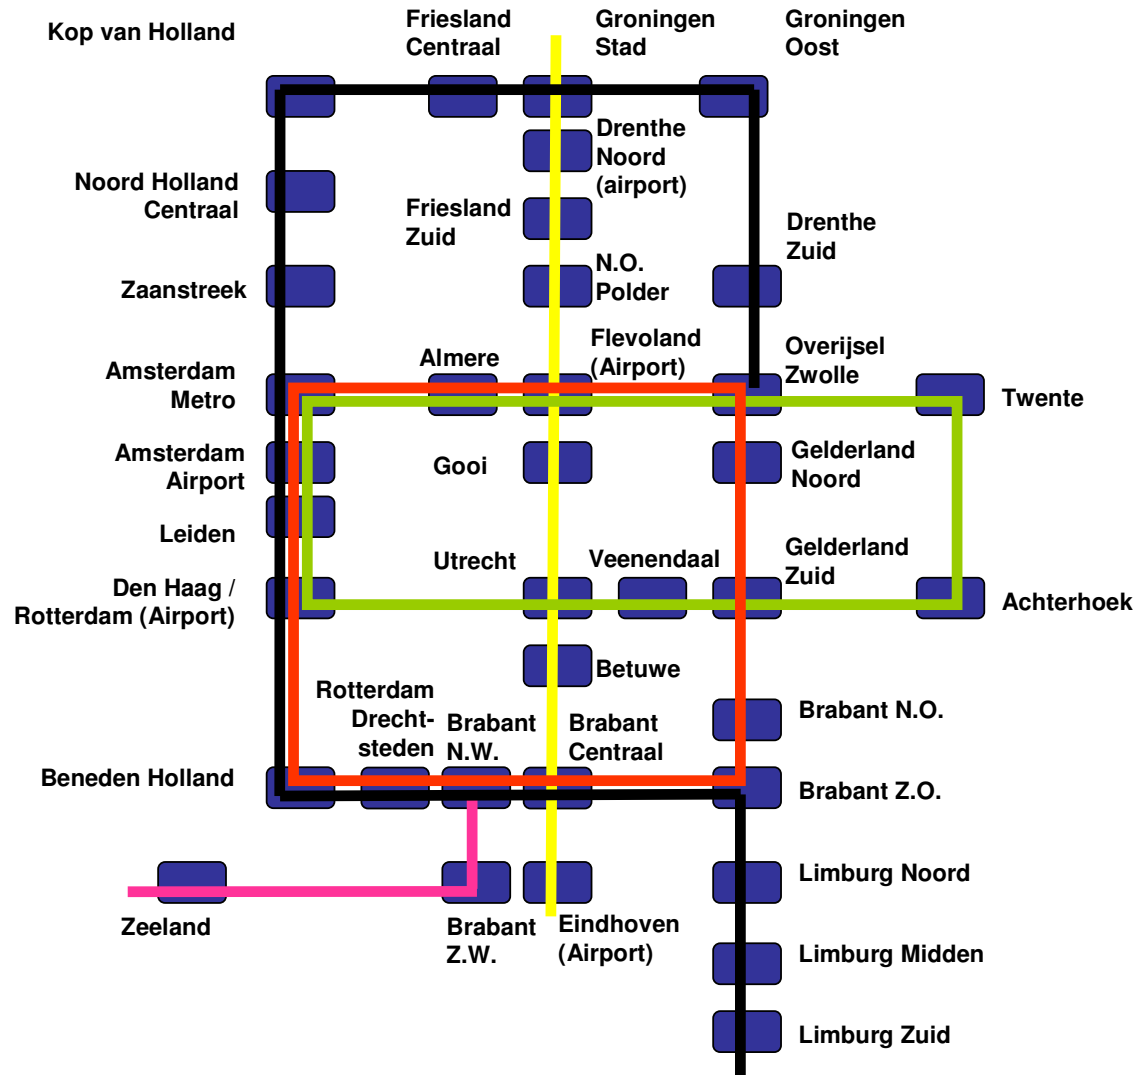 Kop van Holland
Friesland
Centraal
Groningen
Stad
Groningen
Oost
Drenthe
Noord
(airport)
Noord Holland
Centraal
Friesland
Zuid
Drenthe
Zuid
Zaanstreek
N.O.
Polder
Amsterdam
Metro
Almere
Flevoland
(Airport)
Overijsel
Zwolle
Twente
Amsterdam
Airport
Gooi
Gelderland
Noord
Leiden
Utrecht
Veenendaal
Gelderland
Zuid
Den Haag /
Rotterdam (Airport)
Achterhoek
Betuwe
Rotterdam
Drecht-
steden
Brabant
N.W.
Brabant
Centraal
Brabant N.O.
Beneden Holland
Brabant Z.O.
Limburg Noord
Zeeland
Brabant
Z.W.
Eindhoven
(Airport)
Limburg Midden
Limburg Zuid